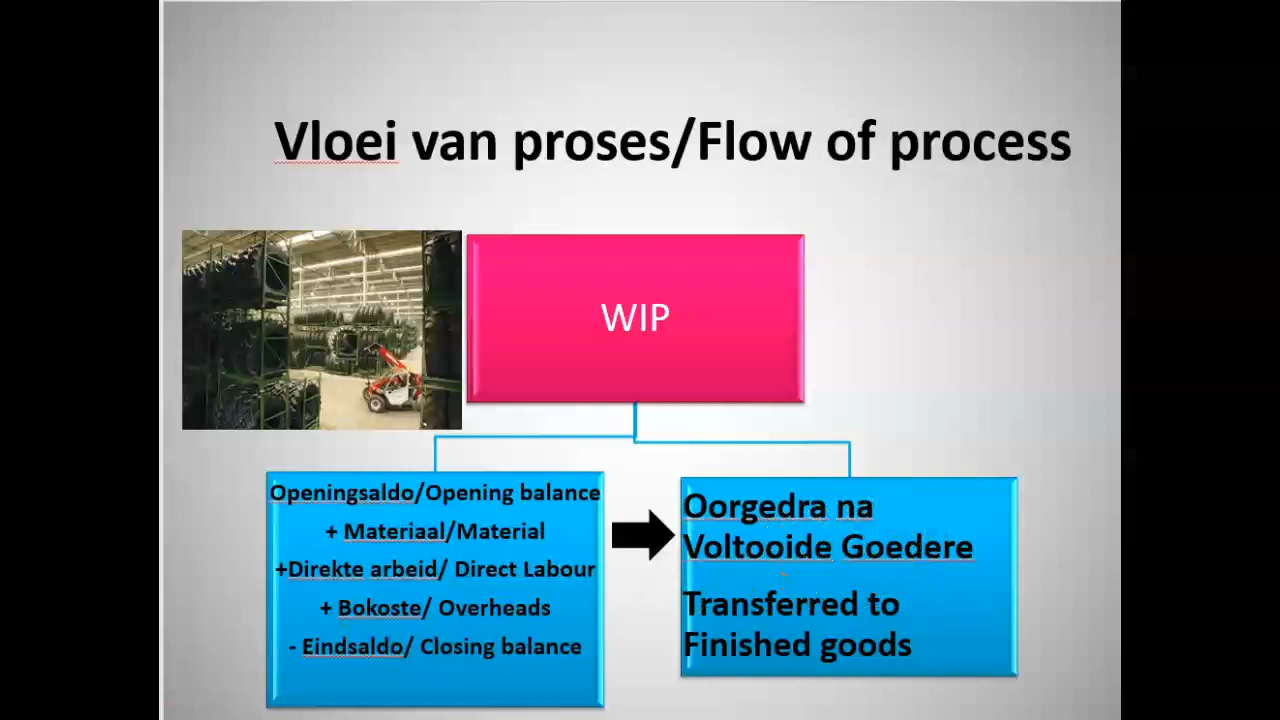 Vloei van proses/Flow of process
WIP
Openingsaldo/Opening balance
+ Materiaal/Material
+Direkte arbeid/ Direct Labour
+ Bokoste/ Overheads
- Eindsaldo/ Closing balance
Oorgedra na
Voltooide Goedere
Transferred to
Finished goods